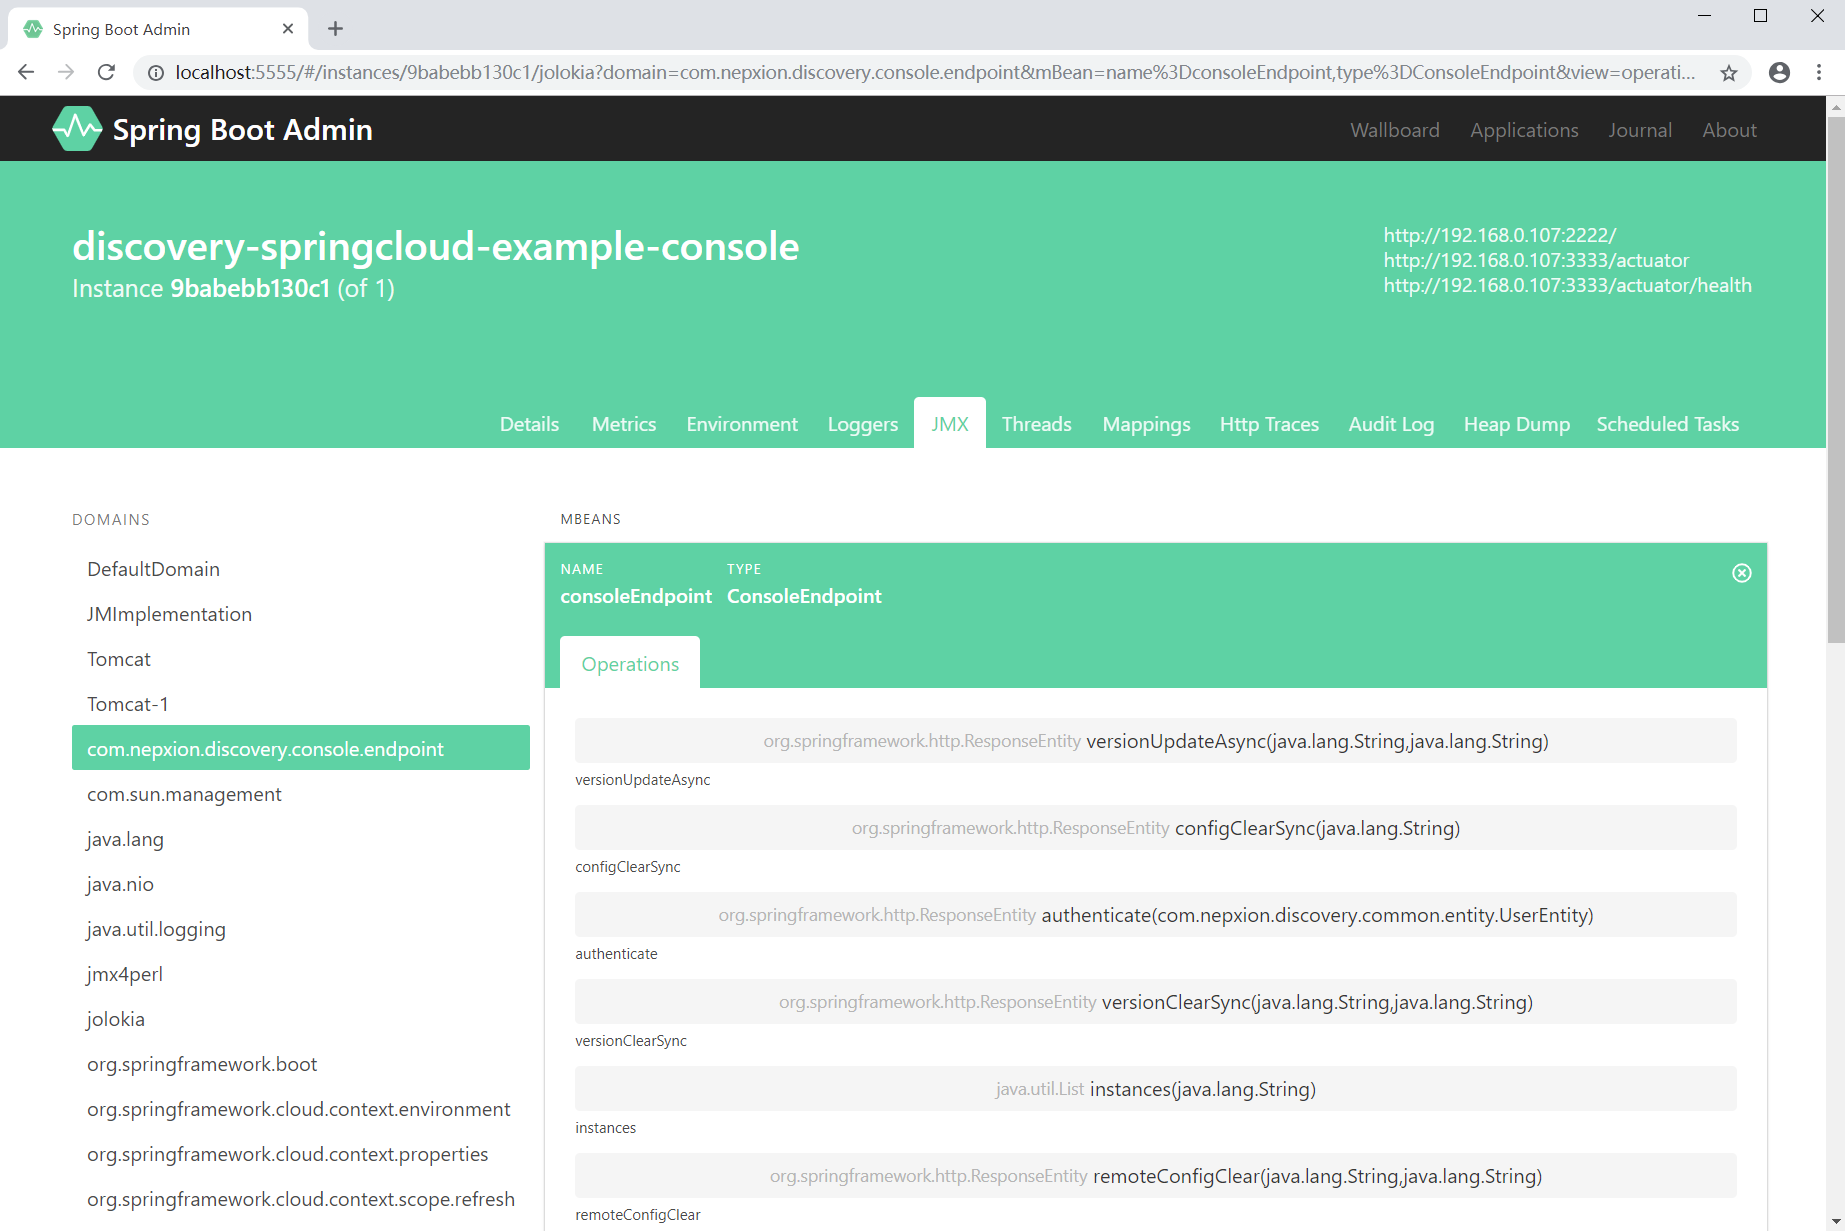 Spring Boot Admin
localhost:5555/#/instances/9babebb130c1/jolokia?domain=com.nepxion.discovery.console.endpoint&mBean=name%3DconsoleEndpoint,type%3DConsoleEndpoint&view=operati...
Spring Boot Admin
Wallboard Applications Journal About
discovery-springcloud-example-console
Instance 9babebb130c1 (of 1)
http://192.168.0.107:2222/
http://192.168.0.107:3333/actuator
http://192.168.0.107:3333/actuator/health
Details Metrics Environment Loggers JMX Threads Mappings Http Traces Audit Log Heap Dump Scheduled Tasks
DOMAINS
DefaultDomain
JMImplementation
Tomcat
Tomcat-1
com.nepxion.discovery.console.endpoint
com.sun.management
java.lang
java.nio
java.util.logging
jmx4perl
jolokia
org.springframework.boot
org.springframework.cloud.context.environment
org.springframework.cloud.context.properties
org.springframework.cloud.context.scope.refresh
MBEANS
NAME TYPE
consoleEndpoint ConsoleEndpoint
Operations
org.springframework.http.ResponseEntity versionUpdateAsync(java.lang.String,java.lang.String)
versionUpdateAsync
org.springframework.http.ResponseEntity configClearSync(java.lang.String)
configClearSync
org.springframework.http.ResponseEntity authenticate(com.nepxion.discovery.common.entity.UserEntity)
authenticate
org.springframework.http.ResponseEntity versionClearSync(java.lang.String,java.lang.String)
versionClearSync
java.util.List instances(java.lang.String)
instances
org.springframework.http.ResponseEntity remoteConfigClear(java.lang.String,java.lang.String)
remoteConfigClear